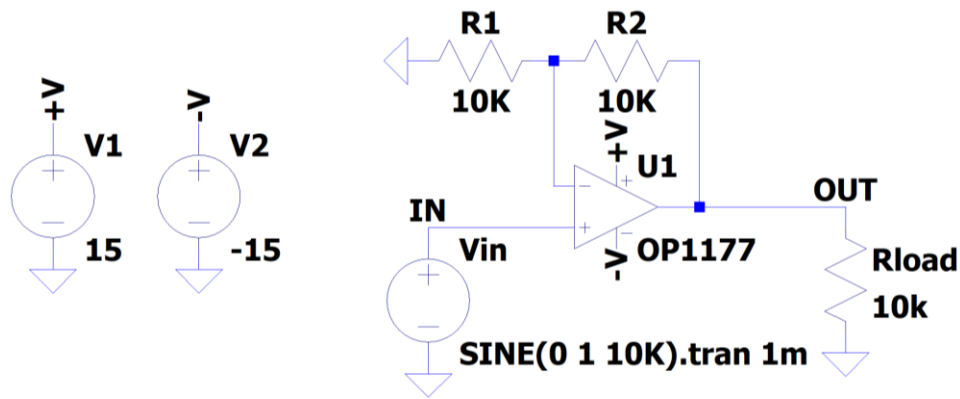 +V
V1
15
-V
V2
-15
R1
10K
R2
10K
+V
U1
OP1177
-V
IN
Vin
SINE(0 1 10K).tran 1m
OUT
Rload
10k